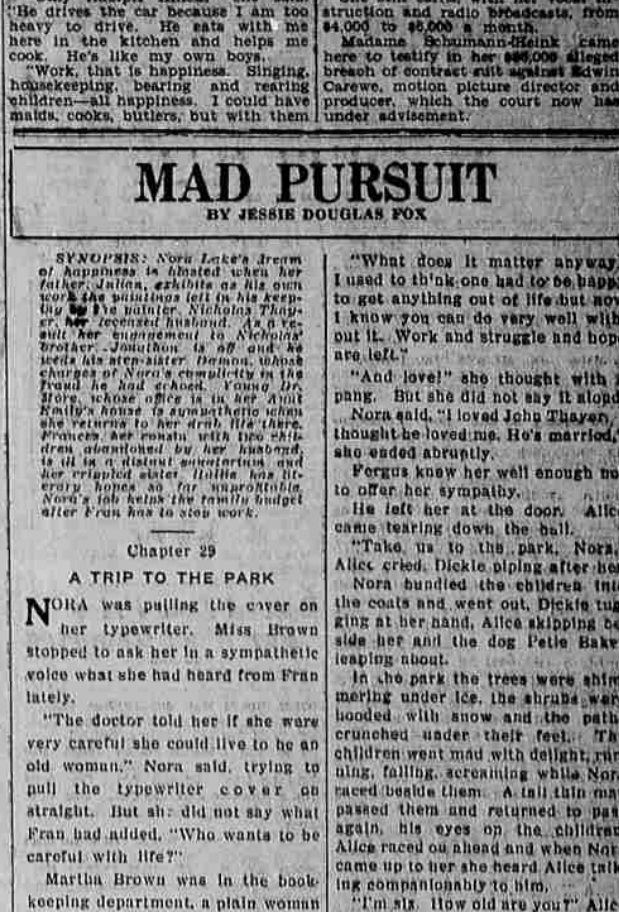 "He drives the car because I am too
heavy to drive. He eats with me
here in the kitchen and helps me
cook. He's like my own boys.
"Work, that is happiness. Singing,
housekeeping, bearing and rearing
children—all happiness. I could have
maids, cooks, butlers, but with them
struction and radio broadcasts, from
$4,000 to $6,000 a month.
Madame Schumann-Heink came
here to testify in her alleged
breach of contract suit against Edwin
Carewe, motion picture director and
producer, which the court now has
under advisement.
MAD PURSUIT
BY JESSIE DOUGLAS FOX
SYNOPSIS: Nora Lake's dream
of happiness is blasted when her
father, Julian, exhibits as his own
work the paintings left in his keep-
ing by the painter, Nicholas Thay-
er, her deceased husband. As a re-
sult her engagement to Nicholas'
brother Jonathon is off and he
weds his step-sister Damon, whose
charges of Nora's complicity in the
fraud he had echoed. Young Dr.
whose office is in her Aunt
Emily's house is sympathetic when
she returns to her drab life there.
Frances, her cousin with two chil-
dren abandoned by her husband,
is ill in a distant sanatorium and
her crippled sister has lit-
erary hopes so far unprofitable.
Nora's job helps the family budget
after Fran has to stop work.
Chapter 29
A TRIP TO THE PARK
NORA was pulling the cover on
her typewriter. Miss Brown
stopped to ask her in a sympathetic
voice what she had heard from Fran
lately.
"The doctor told her if she were
very careful she could live to be an
old woman," Nora said, trying to
pull the typewriter cover on
straight. But she did not say what
Fran had added, "Who wants to be
careful with life?"
Martha Brown was in the book-
keeping department, a plain woman
"What does it matter anyway
I used to think one had to be happ
to get anything out of life but now
I know you can do very well with
out it. Work and struggle and hop
are left."
"And love!" she thought with
pang. But she did not say it aloud
Nora said, "I loved John Thayer,
thought he loved me. He's married,"
she ended abruptly.
Fergus knew her well enough no
to offer her sympathy.
He left her at the door. Alic
came tearing down the hall.
"Take us to the park, Nora,
Alice cried, Dickie piping after her
Nora bundled the children int
the coats and went out, Dickie tug
ging at her hand, Alice skipping be
side her and the dog Petie Bake
leaping about.
In the park the trees were shim
mering under ice, the shrubs wer
hooded with snow and the path
crunched under their feet. Th
children went mad with delight, run
ning, falling, screaming while Nor
raced beside them. A tall thin ma
passed them and returned to pas
again, his eyes on the children
Alice raced on ahead and when Nor
came up to her she heard Alice talk
ing companionably to him.
"I'm six. How old are you?" Alic